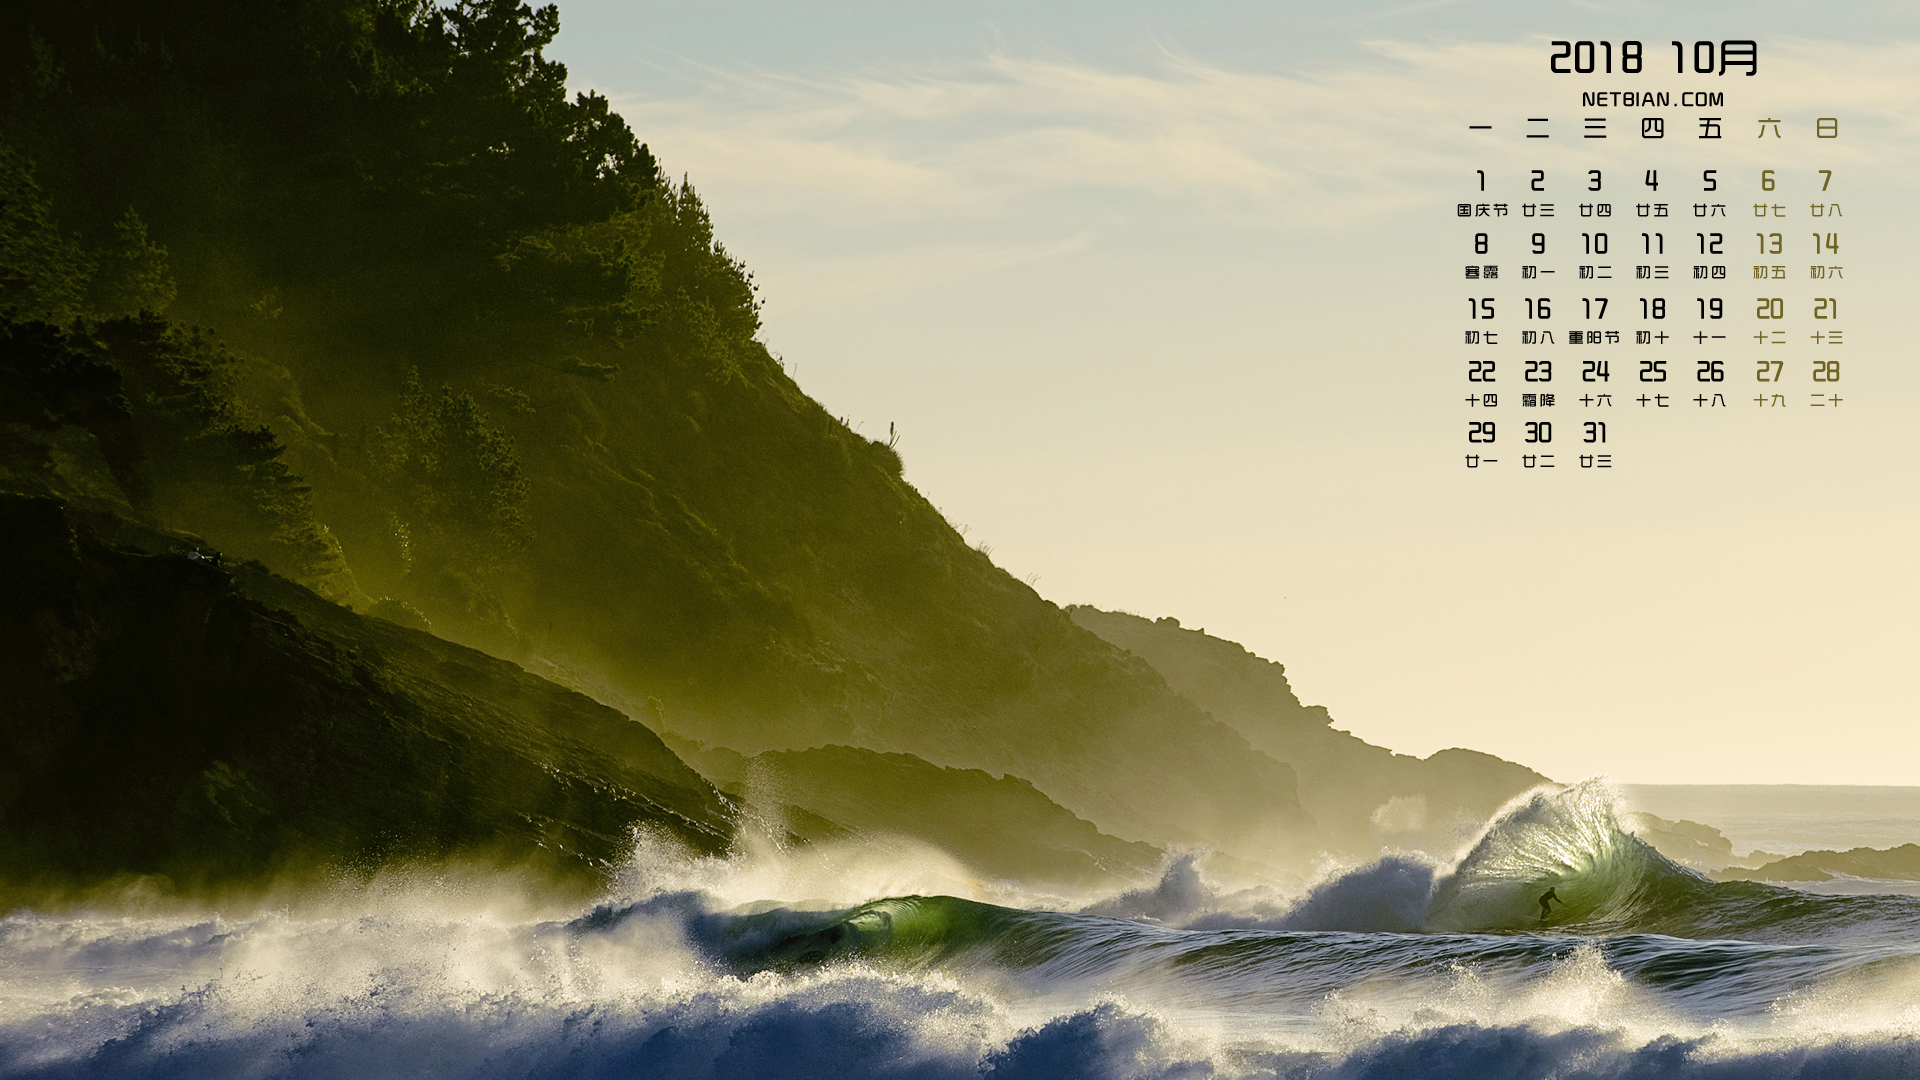 2018 10月
NETBIAN.COM
一 二 三 四 五 六 日
1 2 3 4 5 6 7
国庆节 廿三 廿四 廿五 廿六 廿七 廿八
8 9 10 11 12 13 14
寒露 初一 初二 初三 初四 初五 初六
15 16 17 18 19 20 21
初七 初八 重阳节 初十 十一 十二 十三
22 23 24 25 26 27 28
十四 霜降 十六 十七 十八 十九 二十
29 30 31
廿一 廿二 廿三